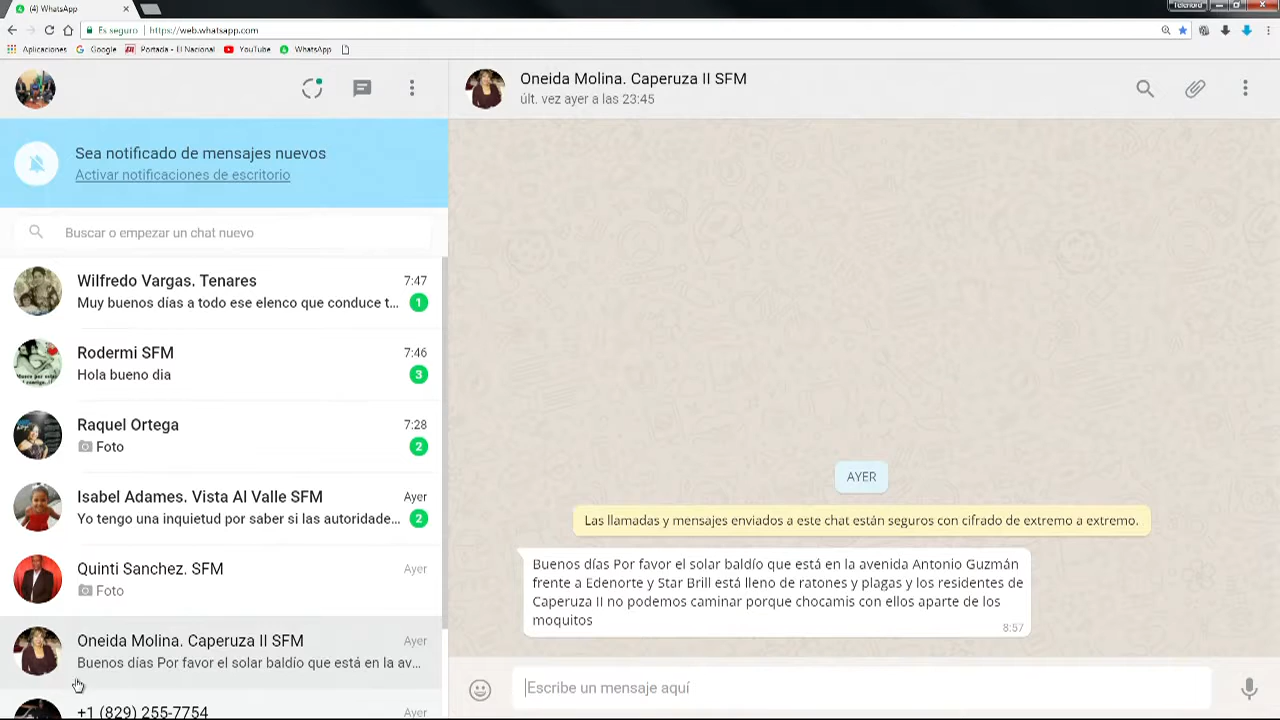 (4) WhatsApp
Telenord
Es seguro | https://web.whatsapp.com
Aplicaciones
Google
Portada - El Nacional
YouTube
WhatsApp
Sea notificado de mensajes nuevos
Activar notificaciones de escritorio
Buscar o empezar un chat nuevo
Wilfredo Vargas. Tenares
7:47
Muy buenos días a todo ese elenco que conduce t...
1
Rodermi SFM
7:46
Hola bueno dia
3
Raquel Ortega
7:28
Foto
2
Isabel Adames. Vista Al Valle SFM
Ayer
Yo tengo una inquietud por saber si las autoridade...
2
Quinti Sanchez. SFM
Ayer
Foto
Oneida Molina. Caperuza II SFM
Ayer
Buenos días Por favor el solar baldío que está en la av...
+1 (829) 255-7754
Ayer
Oneida Molina. Caperuza II SFM
últ. vez ayer a las 23:45
AYER
Las llamadas y mensajes enviados a este chat están seguros con cifrado de extremo a extremo.
Buenos días Por favor el solar baldío que está en la avenida Antonio Guzmán
frente a Edenorte y Star Brill está lleno de ratones y plagas y los residentes de
Caperuza II no podemos caminar porque chocamis con ellos aparte de los
moquitos
8:57
Escribe un mensaje aquí